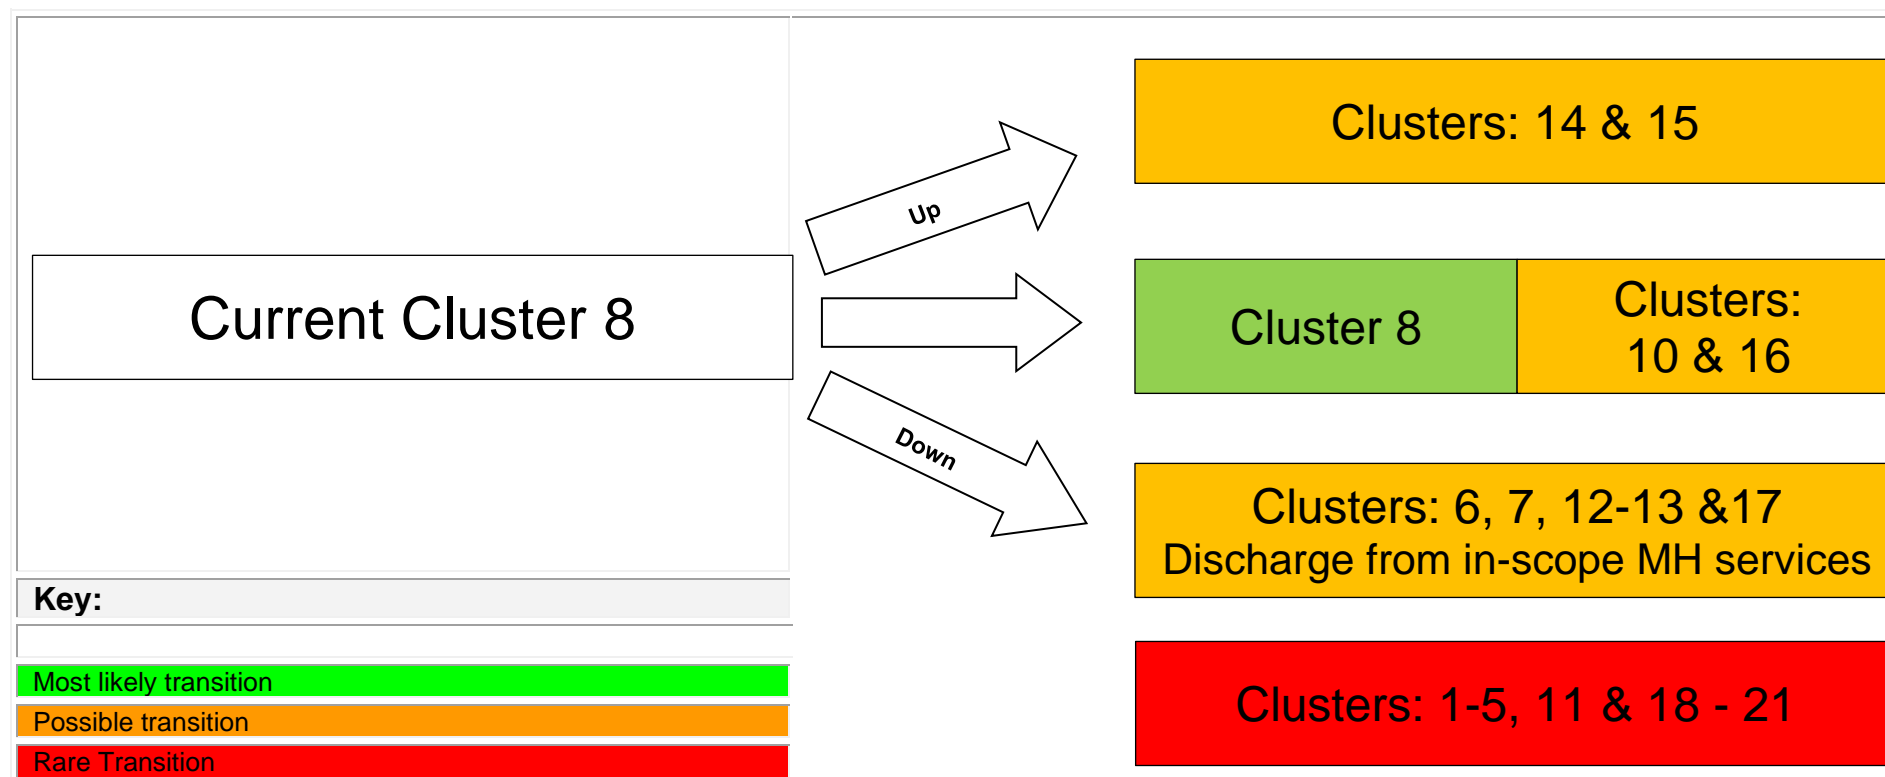 Clusters: 14 & 15
Up
Current Cluster 8
Cluster 8
Clusters:
10 & 16
Down
Clusters: 6, 7, 12-13 &17
Discharge from in-scope MH services
Key:
Most likely transition
Possible transition
Rare Transition
Clusters: 1-5, 11 & 18 - 21